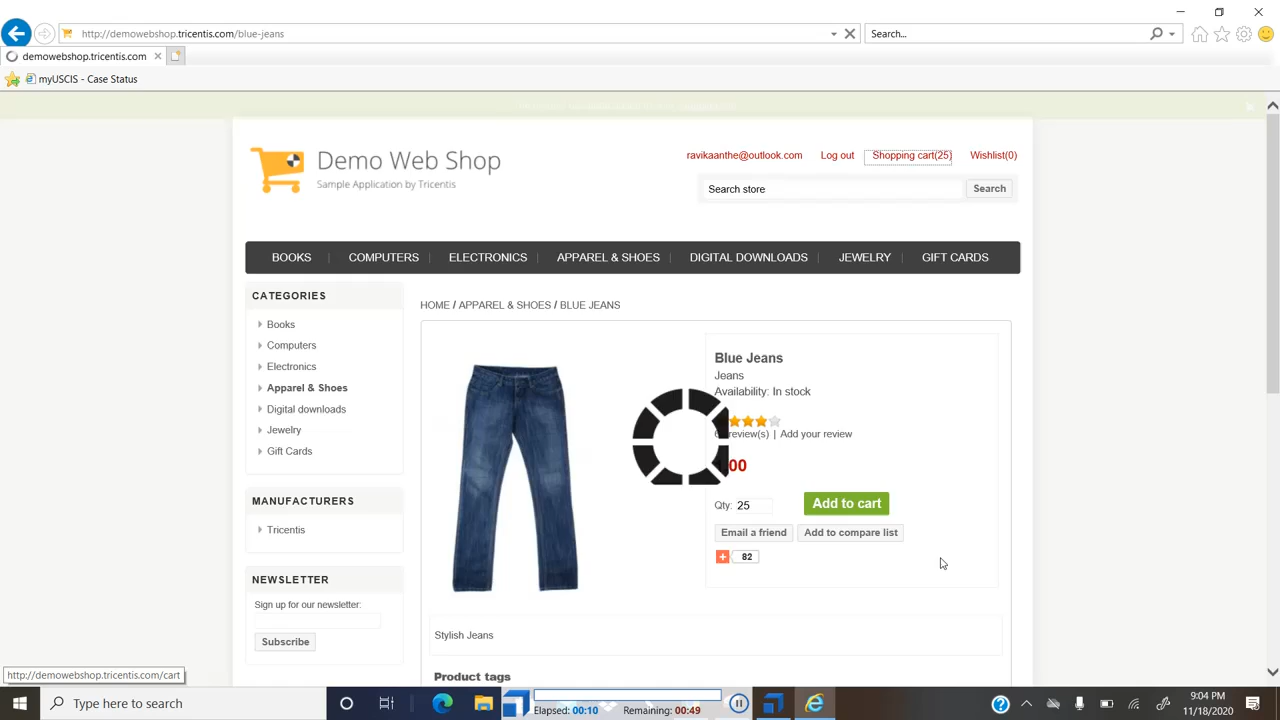 http://demowebshop.tricentis.com/blue-jeans
Search...
demowebshop.tricentis.com
myUSCIS - Case Status
Demo Web Shop
Sample Application by Tricentis
ravikaanthe@outlook.com Log out Shopping cart(25) Wishlist(0)
Search store Search
BOOKS COMPUTERS ELECTRONICS APPAREL & SHOES DIGITAL DOWNLOADS JEWELRY GIFT CARDS
CATEGORIES
Books
Computers
Electronics
Apparel & Shoes
Digital downloads
Jewelry
Gift Cards
MANUFACTURERS
Tricentis
NEWSLETTER
Sign up for our newsletter:
Subscribe
HOME / APPAREL & SHOES / BLUE JEANS
Blue Jeans
Jeans
Availability: In stock
review(s) | Add your review
.00
Qty: 25 Add to cart
Email a friend Add to compare list
82
Stylish Jeans
Product tags
http://demowebshop.tricentis.com/cart
Type here to search
Elapsed: 00:10 Remaining: 00:49
9:04 PM
11/18/2020